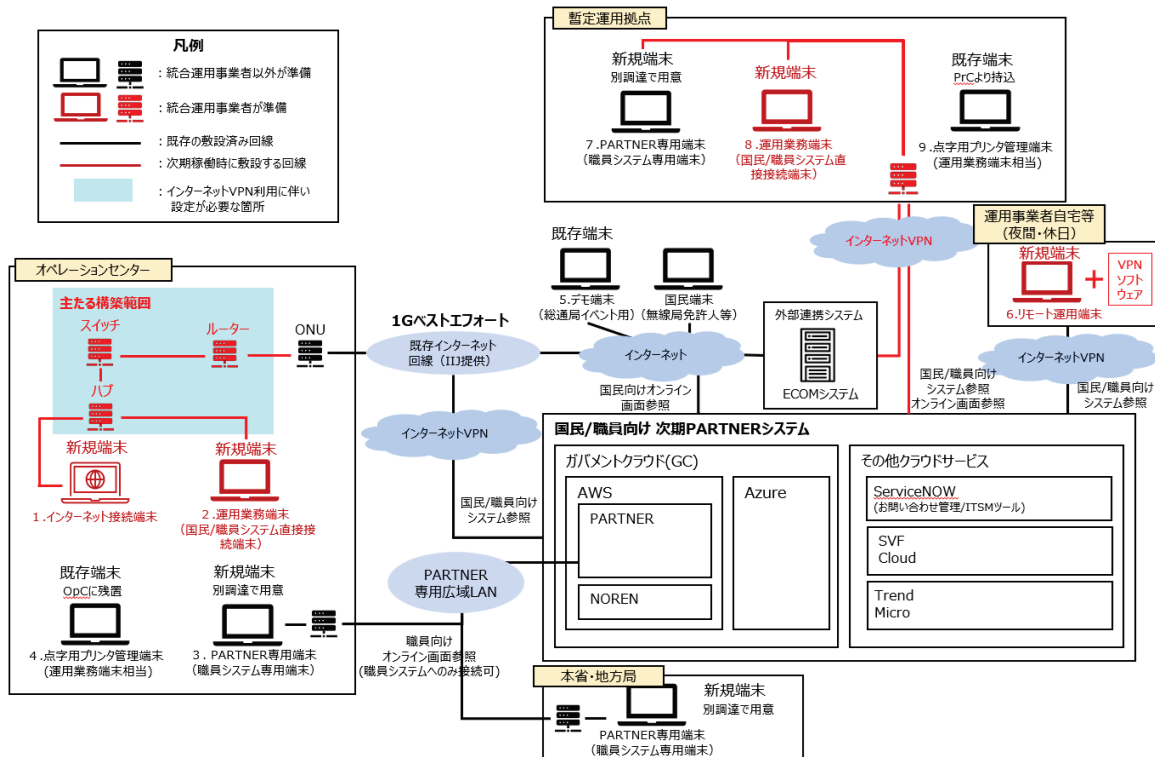 凡例
：統合運用事業者以外が準備
：統合運用事業者が準備
：既存の敷設済み回線
：次期稼働時に敷設する回線
：インターネットVPN利用に伴い
設定が必要な箇所
暫定運用拠点
新規端末
別調達で用意
7.PARTNER専用端末
（職員システム専用端末）
新規端末
8.運用業務端末
（国民/職員システム直
接接続端末）
既存端末
PrCより持込
9.点字用プリンタ管理端末
(運用業務端末相当)
インターネットVPN
運用事業者自宅等
（夜間・休日）
新規端末
VPN
ソフト
ウェア
6.リモート運用端末
インターネットVPN
国民/職員向け
システム参照
オペレーションセンター
主たる構築範囲
スイッチ
ルーター
ONU
ハブ
新規端末
1.インターネット接続端末
新規端末
2.運用業務端末
（国民/職員システム直接接
続端末）
既存端末
OpCに残置
4.点字用プリンタ管理端末
(運用業務端末相当)
新規端末
別調達で用意
3．PARTNER専用端末
（職員システム専用端末）
1Gベストエフォート
既存インターネット
回線（IIJ提供）
既存端末
5.デモ端末
（総通局イベント用）
国民端末
（無線局免許人等）
インターネット
国民向けオンライン
画面参照
外部連携システム
ECOMシステム
国民/職員向け
システム参照
オンライン画面参照
インターネットVPN
国民/職員向け
システム参照
PARTNER
専用広域LAN
職員向け
オンライン画面参照
(職員システムへのみ接続可)
国民/職員向け 次期PARTNERシステム
ガバメントクラウド(GC)
AWS
PARTNER
NOREN
Azure
その他クラウドサービス
ServiceNOW
(お問い合わせ管理/ITSMツール)
SVF
Cloud
Trend
Micro
本省・地方局
新規端末
別調達で用意
PARTNER専用端末
（職員システム専用端末）